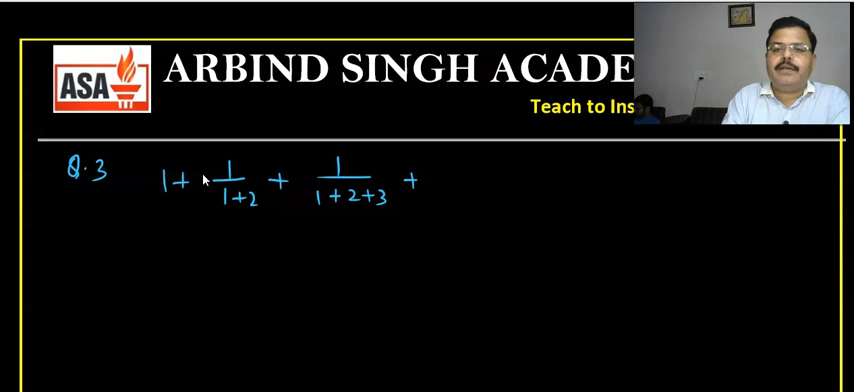 ASA ARBIND SINGH ACADE
Teach to Ins
Q.3 1 + 1/(1+2) + 1/(1+2+3) +